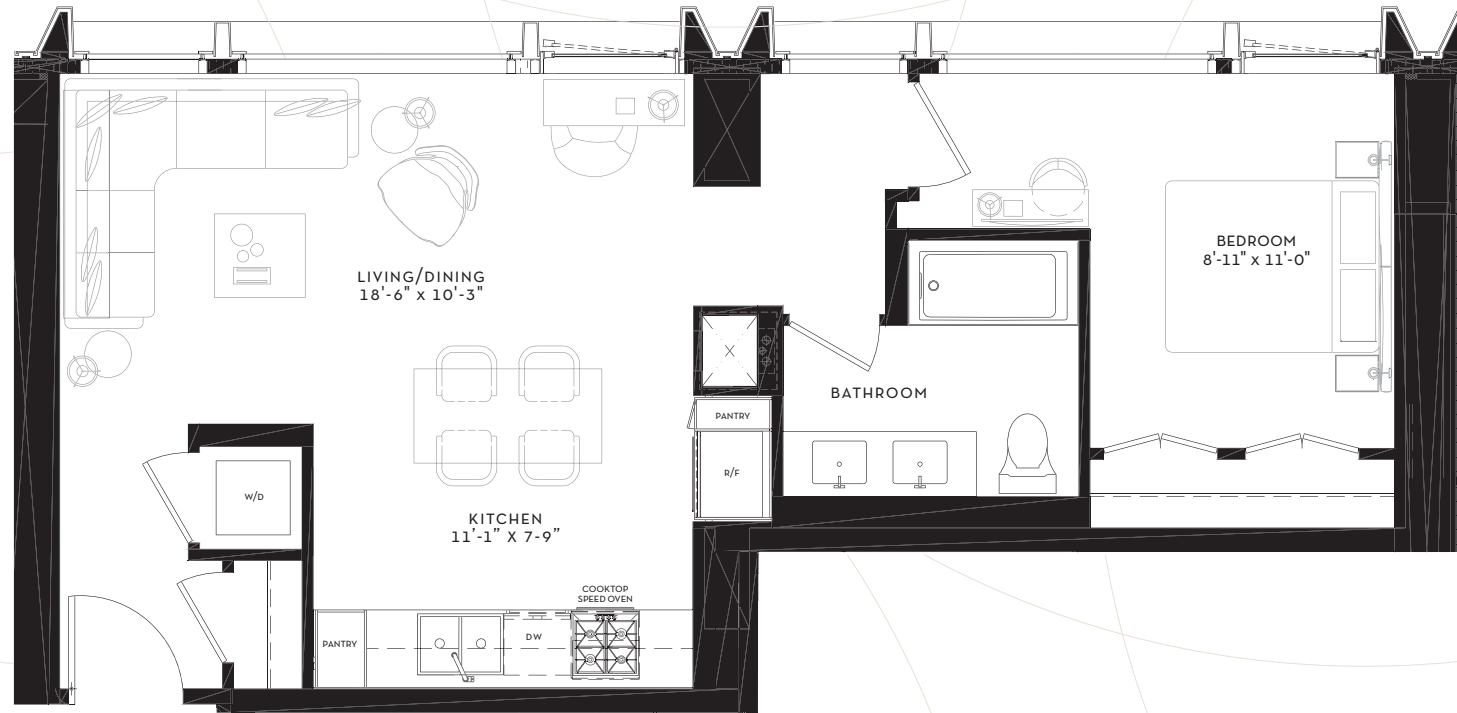 BEDROOM
8'-11" x 11'-0"
LIVING/DINING
18'-6" x 10'-3"
X
BATHROOM
PANTRY
R/F
W/D
KITCHEN
11'-1” X 7-9”
COOKTOP
SPEED OVEN
PANTRY
DW